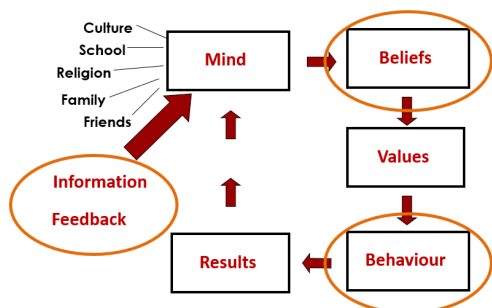 Culture
School
Religion
Family
Friends
Mind
Beliefs
Values
Information
Feedback
Results
Behaviour